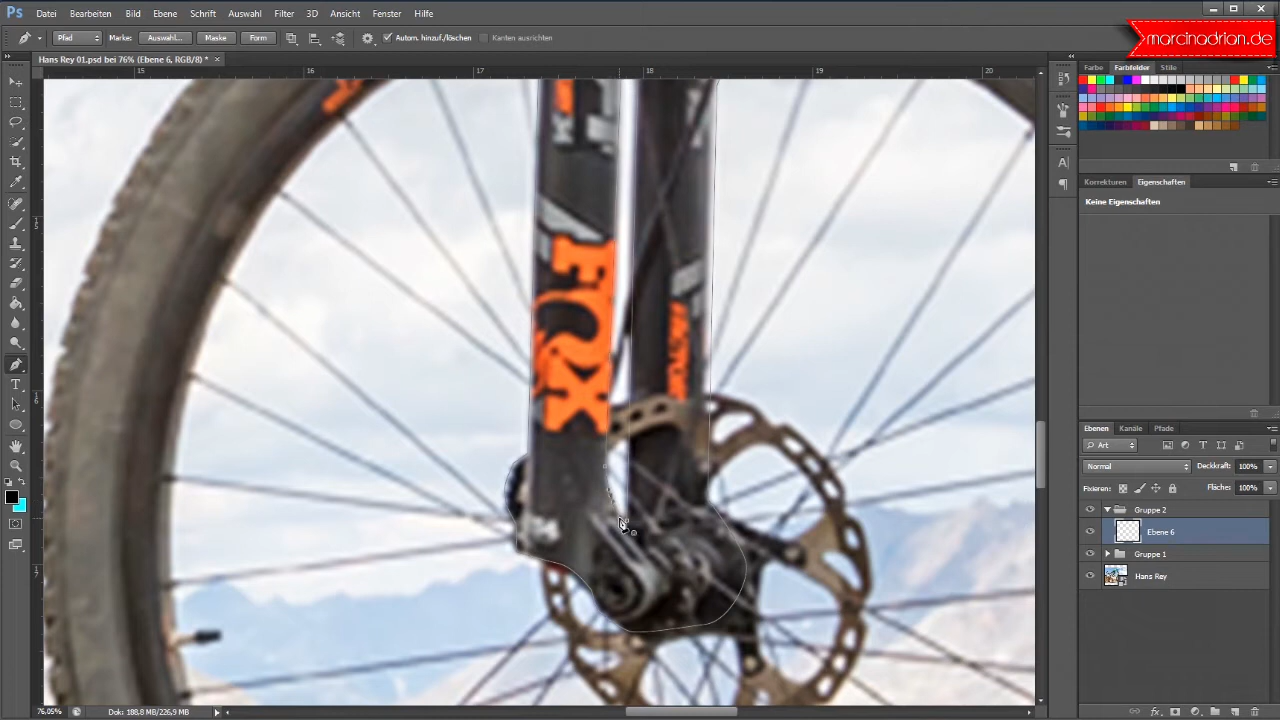 Ps Datei Bearbeiten Bild Ebene Schrift Auswahl Filter 3D Ansicht Fenster Hilfe
marcinadrian.de
Pfad Marke: Auswahl... Maske Form Autom. hinzuf./löschen Kanten ausrichten
Hans Rey 01.psd bei 76% (Ebene 6, RGB/8) * ×
15 16 17 18 19 20
Farbe Farbfelder Stile
Korrekturen Eigenschaften
Keine Eigenschaften
FOX
FACTORY
Ebenen Kanäle Pfade
Art
Normal Deckkraft: 100%
Fixieren: Fläche: 100%
Gruppe 2
Ebene 6
Gruppe 1
Hans Rey
76,05% Dok: 188,8 MB/226,9 MB